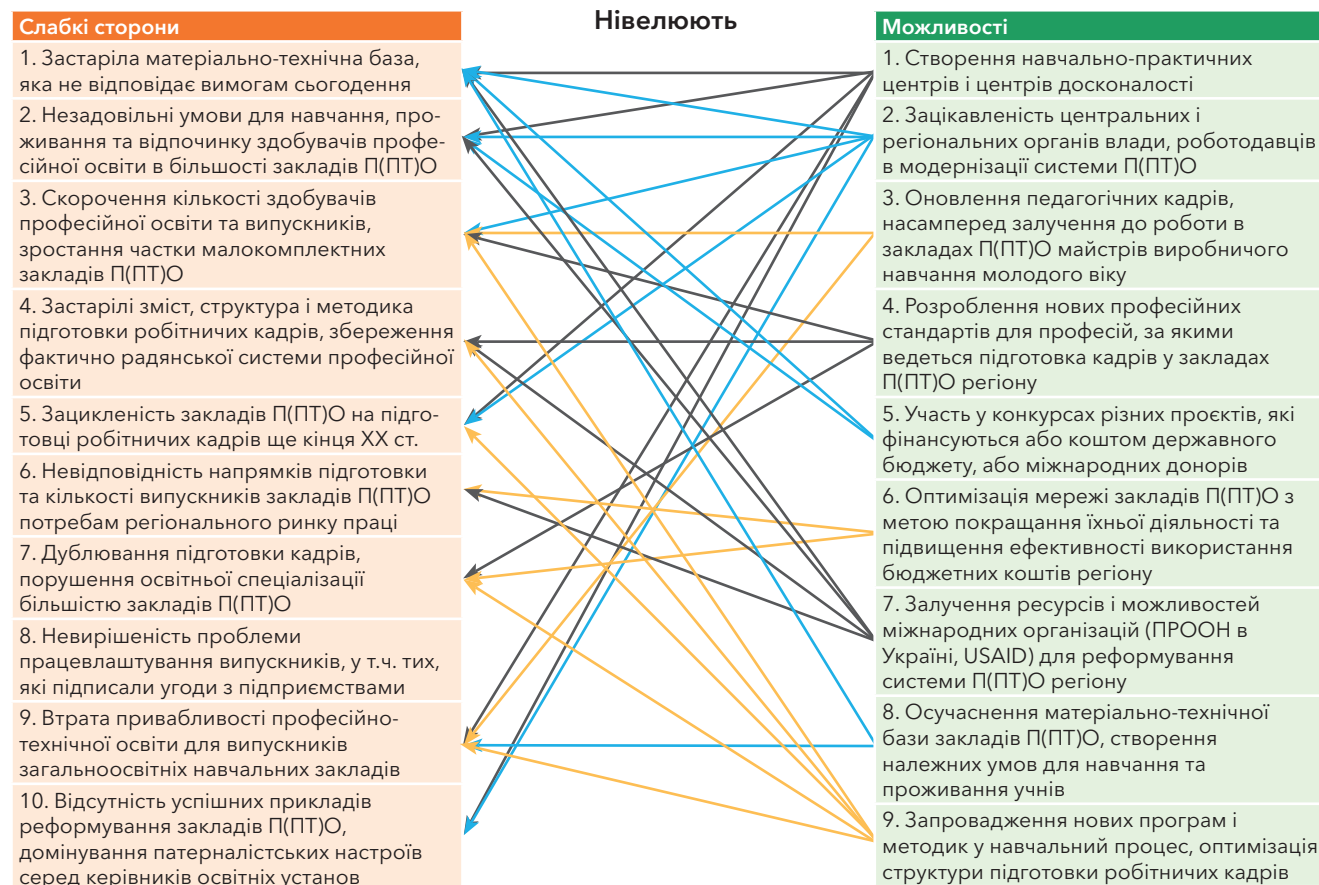 Нівелюють
Слабкі сторони
1. Застаріла матеріально-технічна база,
яка не відповідає вимогам сьогодення
2. Незадовільні умови для навчання, про-
живання та відпочинку здобувачів профе-
сійної освіти в більшості закладів П(ПТ)О
3. Скорочення кількості здобувачів
професійної освіти та випускників,
зростання частки малокомплектних
закладів П(ПТ)О
4. Застарілі зміст, структура і методика
підготовки робітничих кадрів, збереження
фактично радянської системи професійної
освіти
5. Зацикленість закладів П(ПТ)О на підго-
товці робітничих кадрів ще кінця ХХ ст.
6. Невідповідність напрямків підготовки
та кількості випускників закладів П(ПТ)О
потребам регіонального ринку праці
7. Дублювання підготовки кадрів,
порушення освітньої спеціалізації
більшістю закладів П(ПТ)О
8. Невирішеність проблеми
працевлаштування випускників, у т.ч. тих,
які підписали угоди з підприємствами
9. Втрата привабливості професійно-
технічної освіти для випускників
загальноосвітніх навчальних закладів
10. Відсутність успішних прикладів
реформування закладів П(ПТ)О,
домінування патерналістських настроїв
серед керівників освітніх установ
Можливості
1. Створення навчально-практичних
центрів і центрів досконалості
2. Зацікавленість центральних і
регіональних органів влади, роботодавців
в модернізації системи П(ПТ)О
3. Оновлення педагогічних кадрів,
насамперед залучення до роботи в
закладах П(ПТ)О майстрів виробничого
навчання молодого віку
4. Розроблення нових професійних
стандартів для професій, за якими
ведеться підготовка кадрів у закладах
П(ПТ)О регіону
5. Участь у конкурсах різних проєктів, які
фінансуються або коштом державного
бюджету, або міжнародних донорів
6. Оптимізація мережі закладів П(ПТ)О з
метою покращання їхньої діяльності та
підвищення ефективності використання
бюджетних коштів регіону
7. Залучення ресурсів і можливостей
міжнародних організацій (ПРООН в
Україні, USAID) для реформування
системи П(ПТ)О регіону
8. Осучаснення матеріально-технічної
бази закладів П(ПТ)О, створення
належних умов для навчання та
проживання учнів
9. Запровадження нових програм і
методик у навчальний процес, оптимізація
структури підготовки робітничих кадрів